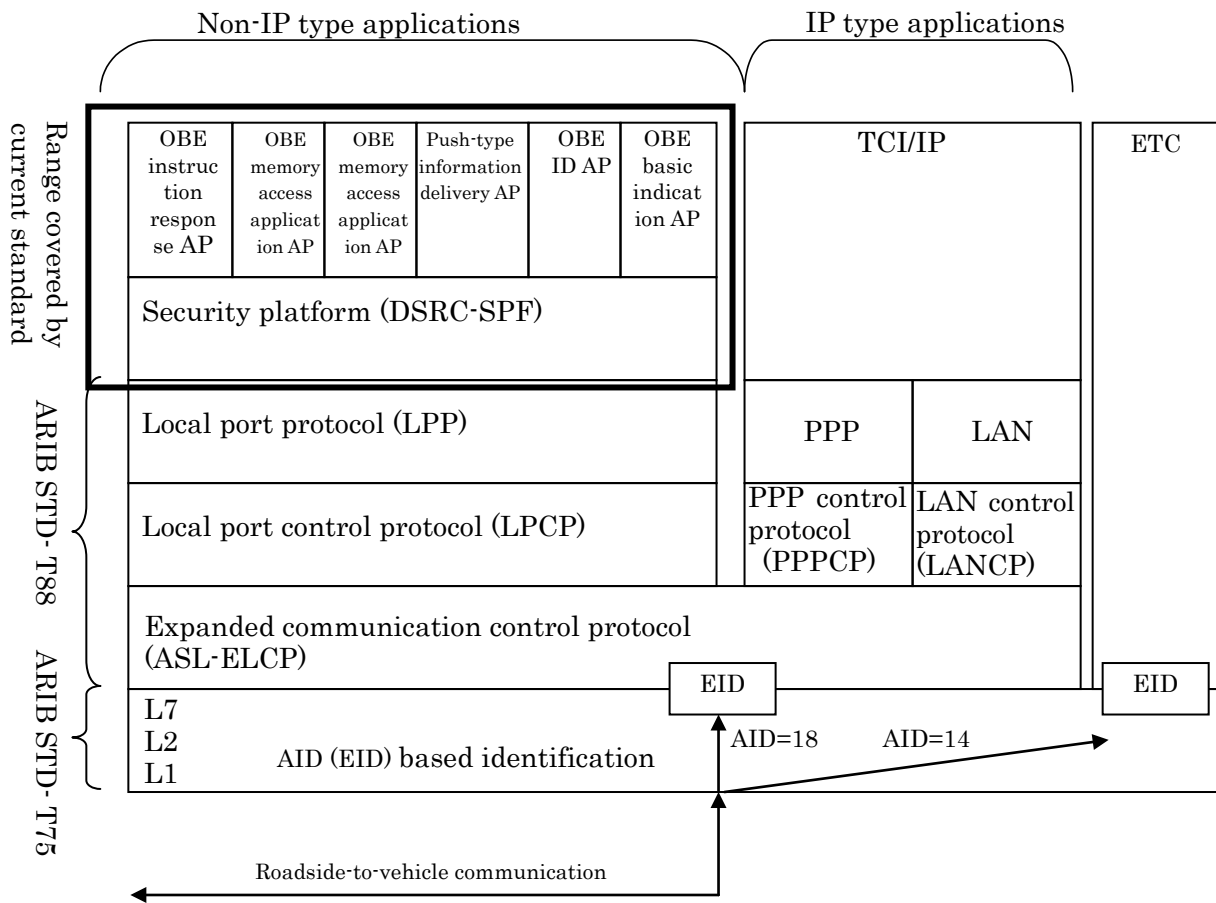 Non-IP type applications
IP type applications
Range covered by
current standard
OBE
instruc
tion
respon
se AP
OBE
memory
access
applicat
ion AP
OBE
memory
access
applicat
ion AP
Push-type
information
delivery AP
OBE
ID AP
OBE
basic
indicat
ion AP
TCI/IP
ETC
Security platform (DSRC-SPF)
ARIB STD- T88
Local port protocol (LPP)
PPP
LAN
Local port control protocol (LPCP)
PPP control
protocol
(PPPCP)
LAN control
protocol
(LANCP)
Expanded communication control protocol
(ASL-ELCP)
EID
EID
ARIB STD- T75
L7
L2
L1
AID (EID) based identification
AID=18
AID=14
Roadside-to-vehicle communication